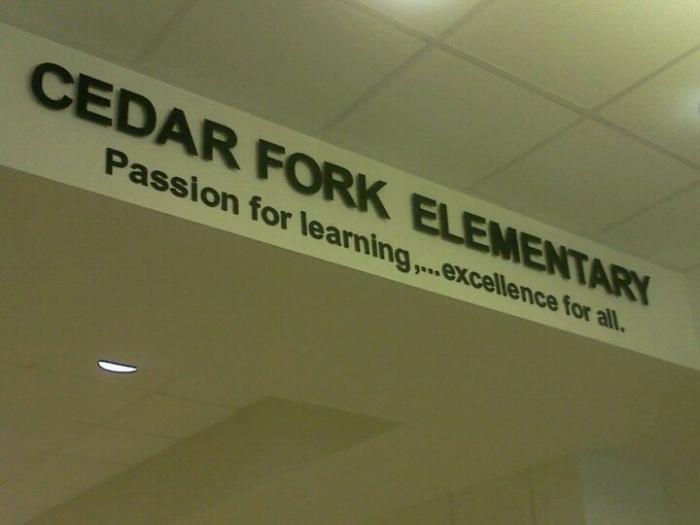 CEDAR FORK ELEMENTARY
Passion for learning,...excellence for all.